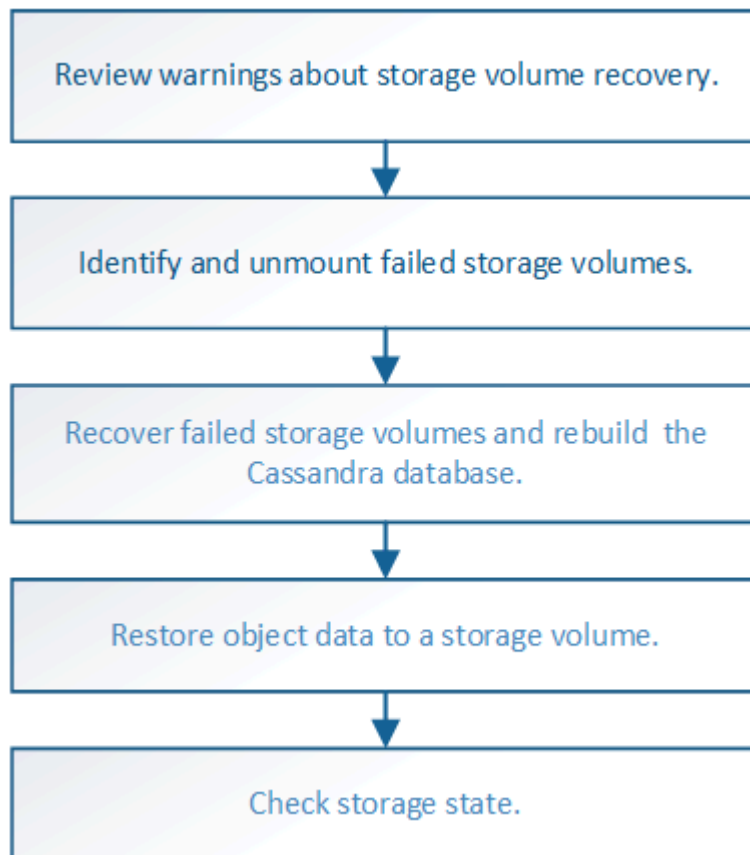 Review warnings about storage volume recovery.
Identify and unmount failed storage volumes.
Recover failed storage volumes and rebuild the
Cassandra database.
Restore object data to a storage volume.
Check storage state.